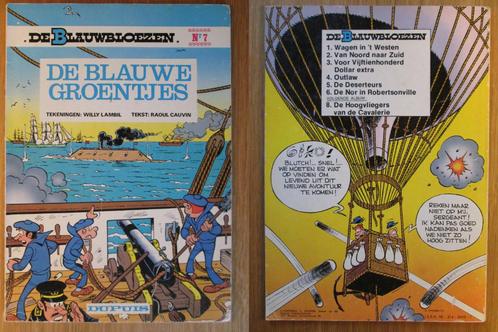 DE BLAUWBLOEZEN
N° 7
DE BLAUWE
GROENTJES
TEKENINGEN: WILLY LAMBIL TEKST: RAOUL CAUVIN
DUPUIS
DE BLAUWBLOEZEN
1. Wagen in 't Westen
2. Van Noord naar Zuid
3. Voor Vijftienhonderd
Dollar extra
4. Outlaw
5. De Deserteurs
6. De Nor in Robertsonville
VOLGENDE ALBUM:
8. De Hoogvliegers
van de Cavalerie
BLUTCH!... SNEL!...
WE MOETEN ER WAT
OP VINDEN OM
LEVEND UIT DIT
NIEUWE AVONTUUR
TE KOMEN!
REKEN MAAR
NIET OP MIJ,
SERGEANT!
IK KAN PAS GOED
NADENKEN ALS
WE NIET ZO
HOOG ZITTEN!